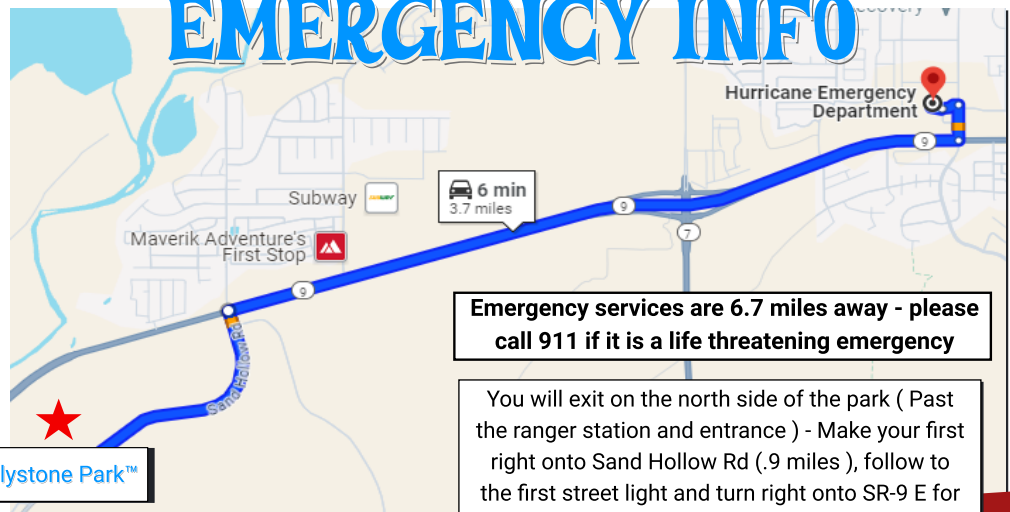 EMERGENCY INFO
Hurricane Emergency
Department
9
6 min
3.7 miles
Subway
9
7
Maverik Adventure's
First Stop
9
Emergency services are 6.7 miles away - please
call 911 if it is a life threatening emergency
Sand Hollow Rd
You will exit on the north side of the park ( Past
the ranger station and entrance ) - Make your first
right onto Sand Hollow Rd (.9 miles ), follow to
the first street light and turn right onto SR-9 E for
lystone Park™